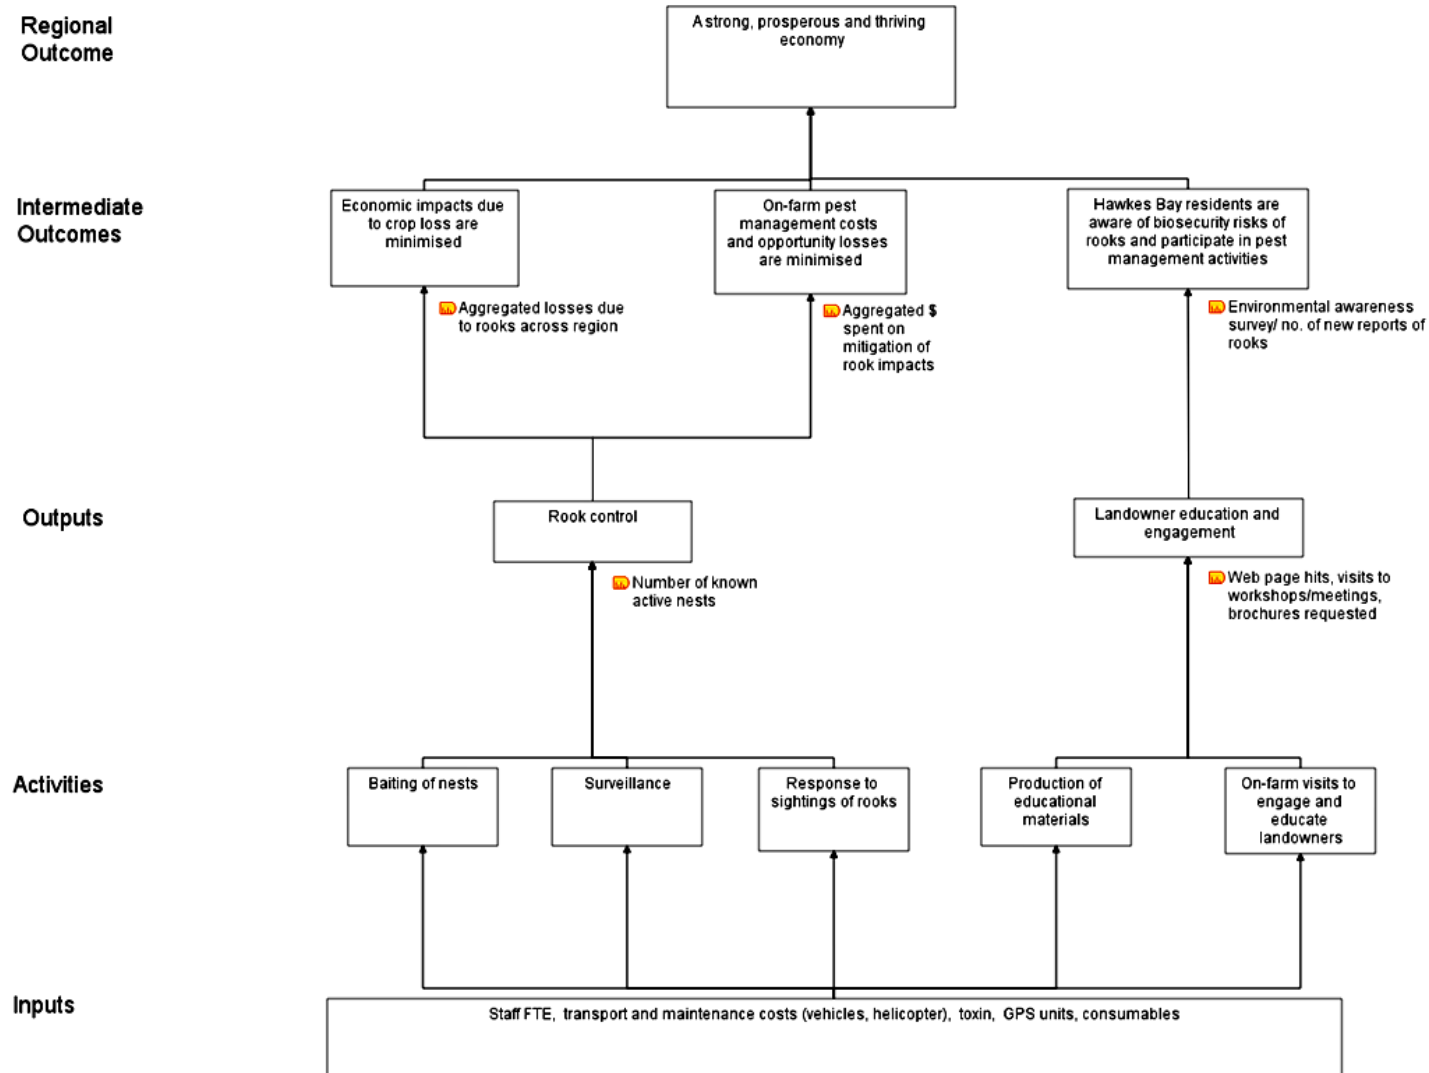 Regional
Outcome
A strong, prosperous and thriving
economy
Intermediate
Outcomes
Economic impacts due
to crop loss are
minimised
On-farm pest
management costs
and opportunity losses
are minimised
Hawkes Bay residents are
aware of biosecurity risks of
rooks and participate in pest
management activities
Aggregated losses due
to rooks across region
Aggregated $
spent on
mitigation of
rook impacts
Environmental awareness
survey/ no. of new reports of
rooks
Outputs
Rook control
Landowner education and
engagement
Number of known
active nests
Web page hits, visits to
workshops/meetings,
brochures requested
Activities
Baiting of nests
Surveillance
Response to
sightings of rooks
Production of
educational
materials
On-farm visits to
engage and
educate
landowners
Inputs
Staff FTE, transport and maintenance costs (vehicles, helicopter), toxin, GPS units, consumables